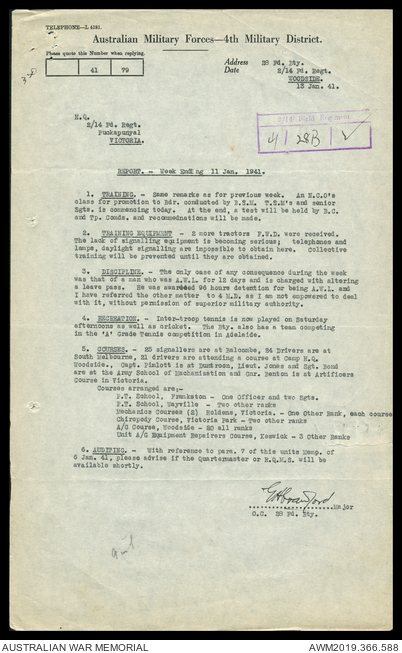 TELEPHONE—L 4161.
Australian Military Forces—4th Military District.
Please quote this Number when replying.
41 79
Address 28 Fd. Bty.
2/14 Fd. Regt.
Date
WOODSIDE.
13 Jan. 41.
H.Q.
2/14 Fd. Regt.
Puckapunyal
VICTORIA.
2/14 Field Regiment
41 28B
REPORT. - Week Ending 11 Jan. 1941.
1. TRAINING. - Same remarks as for previous week. An N.C.O's
class for promotion to Bdr. conducted by B.S.M. T.S.M's and senior
Sgts. is commencing today. At the end, a test will be held by B.C.
and Tp. Comds. and recommednations will be made.
2. TRAINING EQUIPMENT - 2 more tractors F.W.D. were received.
The lack of signalling equipment is becoming serious; telephones and
lamps, daylight signalling are impossible to obtain here. Collective
training will be prevented until they are obtained.
3. DISCIPLINE. - The only case of any consequence during the week
was that of a man who was A.W.L. for 12 days and is charged with altering
a leave pass. He was awarded 96 hours detention for being A.W.L. and
I have referred the other matter to 4 M.D. as I am not empowered to deal
with it, without permission of superior military authority.
4. RECREATION. - Inter-troop tennis is now played on Saturday
afternoons as well as cricket. The Bty. also has a team competing
in the 'A' Grade Tennis competition in Adelaide.
5. COURSES. - 25 signallers are at Balcombe, 34 Drivers are at
South Melbourne, 21 drivers are attending a course at Camp H.Q.
Woodside. Capt. Pinlott is at Duntroon, Lieut Jones and Sgt. Bond
are at the Army School of Mechanisation and Gnr. Benton is at Artificers
Course in Victoria.
Courses arranged are;-
P.T. School, Frankston - One Officer and two Sgts.
P.T. School, Wayville - Two other ranks
Mechanics Courses (2) Holdens, Victoria. - One Other Rank, each course
Chiropody Course, Victoria Park - Two other ranks
A/G Course, Woodside - 20 all ranks
Unit A/G Equipment Repairers Course, Keswick - 3 Other Ranks
6. AUDITING. - With reference to para. 7 of this units Memp. of
6 Jan. 41, please advise if the Quartermaster or R.Q.M.S. will be
available shortly.
Major
O.C. 28 Fd. Bty.
AUSTRALIAN WAR MEMORIAL
AWM2019.366.588